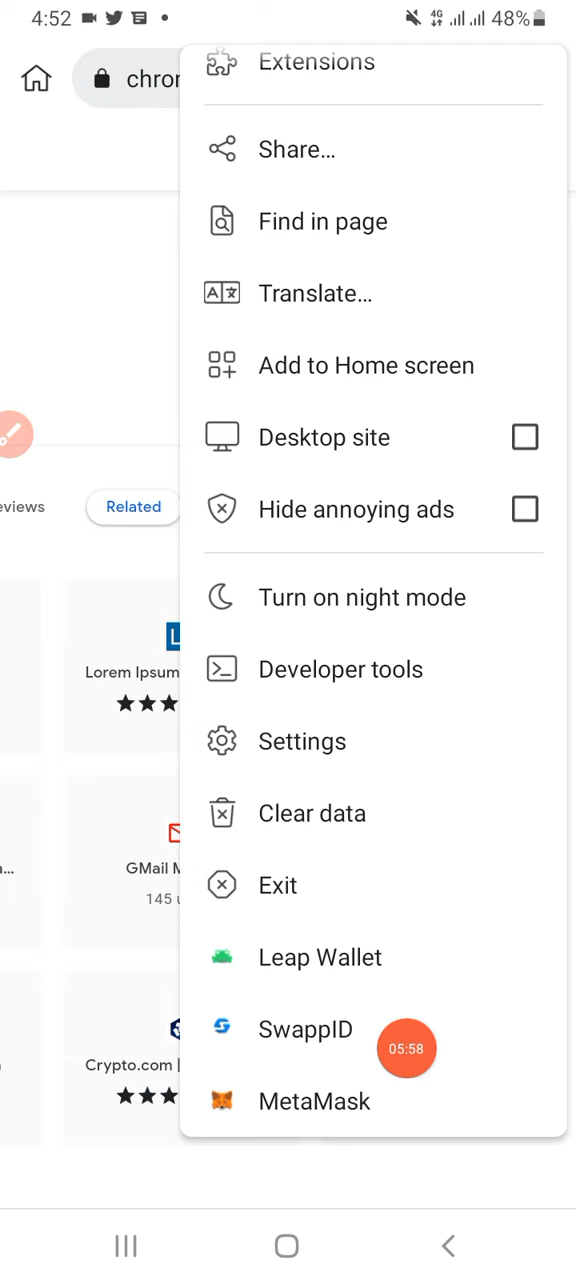 4:52
4G
48%
chror
Extensions
Share...
Find in page
Translate...
Add to Home screen
Desktop site
Hide annoying ads
eviews
Related
Turn on night mode
Lorem Ipsum
Developer tools
Settings
Clear data
a...
GMail M
145 u
Exit
Leap Wallet
SwappID
05:58
Crypto.com |
MetaMask